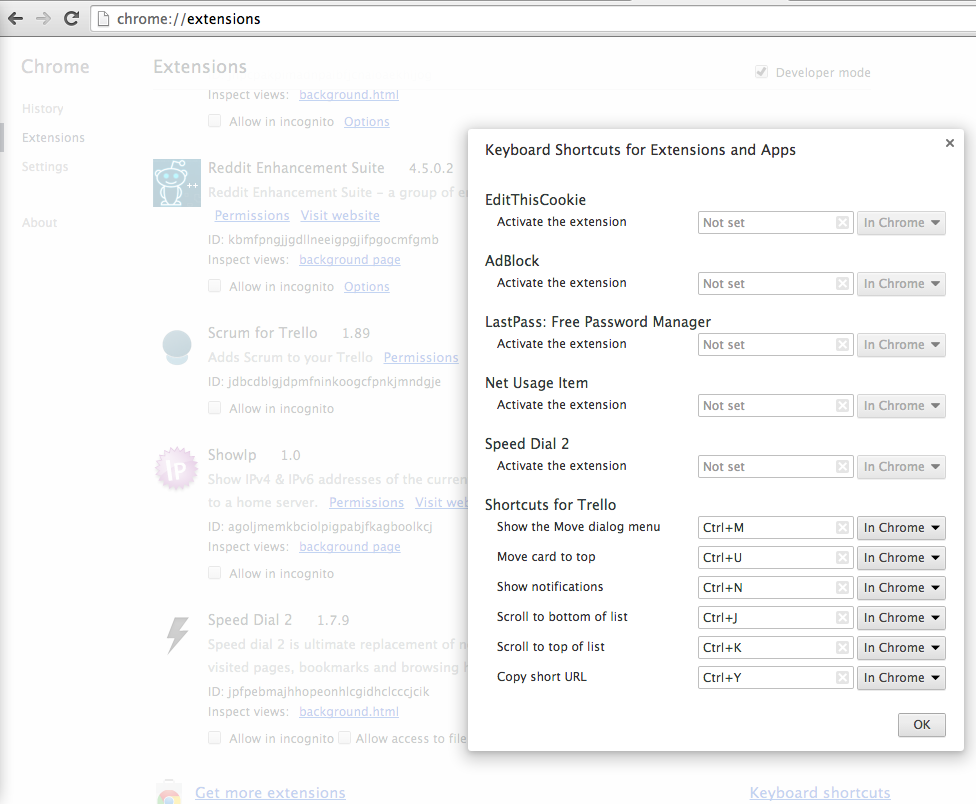 chrome://extensions
Chrome
Extensions
Developer mode
History
Extensions
Settings
About
Inspect views: background.html
Allow in incognito Options
Reddit Enhancement Suite 4.5.0.2
Reddit Enhancement Suite – a group of
Permissions Visit website
ID: kbmfpngjjgdllneeigpgjifpgocmfgmb
Inspect views: background page
Allow in incognito Options
Scrum for Trello 1.89
Adds Scrum to your Trello Permissions
ID: jdbcdblgjdpmfninkoogcfpnkjmndgje
Allow in incognito
IP
ShowIp 1.0
Show IPv4 & IPv6 addresses of the curren
to a home server. Permissions Visit web
ID: agoljmemkbciolpigpabjfkagboolkcj
Inspect views: background page
Allow in incognito
Speed Dial 2 1.7.9
Speed dial 2 is ultimate replacement of
visited pages, bookmarks and browsing
ID: jpfpebmajhhopeonhlcgidhclcccjcik
Inspect views: background.html
Allow in incognito Allow access to file
Get more extensions
Keyboard shortcuts
Keyboard Shortcuts for Extensions and Apps
EditThisCookie
Activate the extension Not set In Chrome
AdBlock
Activate the extension Not set In Chrome
LastPass: Free Password Manager
Activate the extension Not set In Chrome
Net Usage Item
Activate the extension Not set In Chrome
Speed Dial 2
Activate the extension Not set In Chrome
Shortcuts for Trello
Show the Move dialog menu Ctrl+M In Chrome
Move card to top Ctrl+U In Chrome
Show notifications Ctrl+N In Chrome
Scroll to bottom of list Ctrl+J In Chrome
Scroll to top of list Ctrl+K In Chrome
Copy short URL Ctrl+Y In Chrome
OK